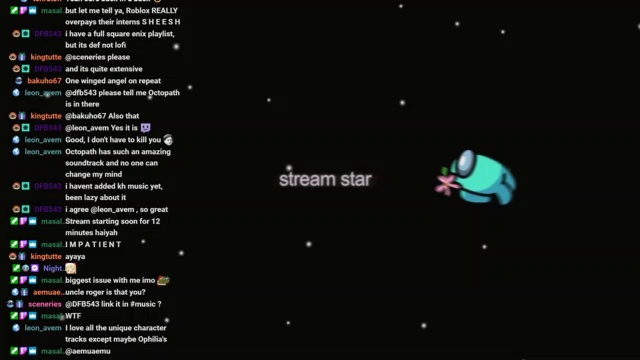 masal. but let me tell ya, Roblox REALLY
overpays their interns S H E E S H
DFB543 i have a full square enix playlist,
but its def not lofi
kingtutte @sceneries please
DFB543 and its quite extensive
bakuho67 One winged angel on repeat
leon_avem @dfb543 please tell me Octopath
is in there
kingtutte @bakuho67 Also that
DFB543 @leon_avem Yes it is
leon_avem Good, I don't have to kill you
leon_avem Octopath has such an amazing
soundtrack and no one can
change my mind
DFB543 i havent added kh music yet,
been lazy about it
DFB543 i agree @leon_avem , so great
masal. Stream starting soon for 12
minutes haiyah
masal. I M P A T I E N T
kingtutte ayaya
Night.
masal. biggest issue with me imo
aemuae... uncle roger is that you?
sceneries @DFB543 link it in #music ?
masal. WTF
leon_avem I love all the unique character
tracks except maybe Ophilia's
masal. @aemuaemu
stream star